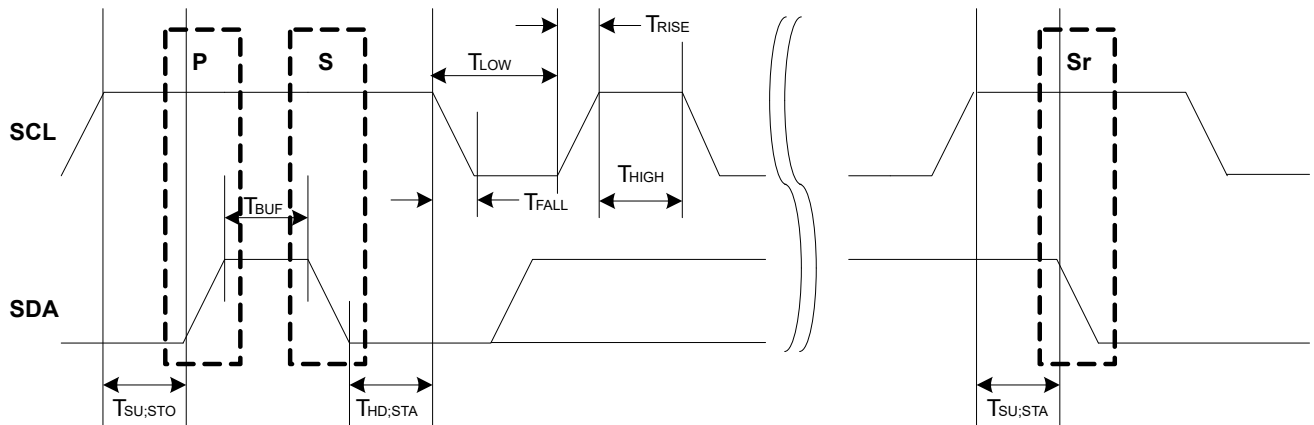 TRISE
P S TLOW Sr
SCL
THIGH
TFALL
TBUF
SDA
TSU;STO THD;STA TSU;STA